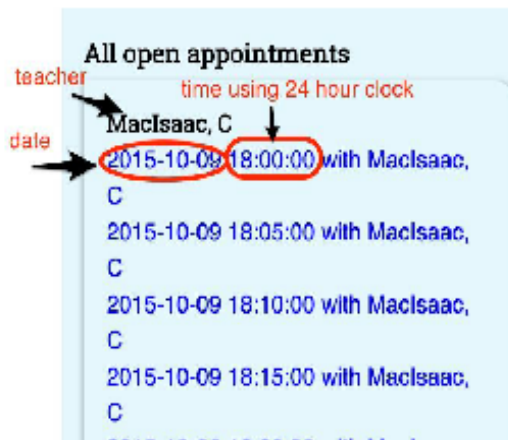 All open appointments
teacher
time using 24 hour clock
MacIsaac, C
date
2015-10-09 18:00:00 with MacIsaac,
C
2015-10-09 18:05:00 with MacIsaac,
C
2015-10-09 18:10:00 with MacIsaac,
C
2015-10-09 18:15:00 with MacIsaac,
C